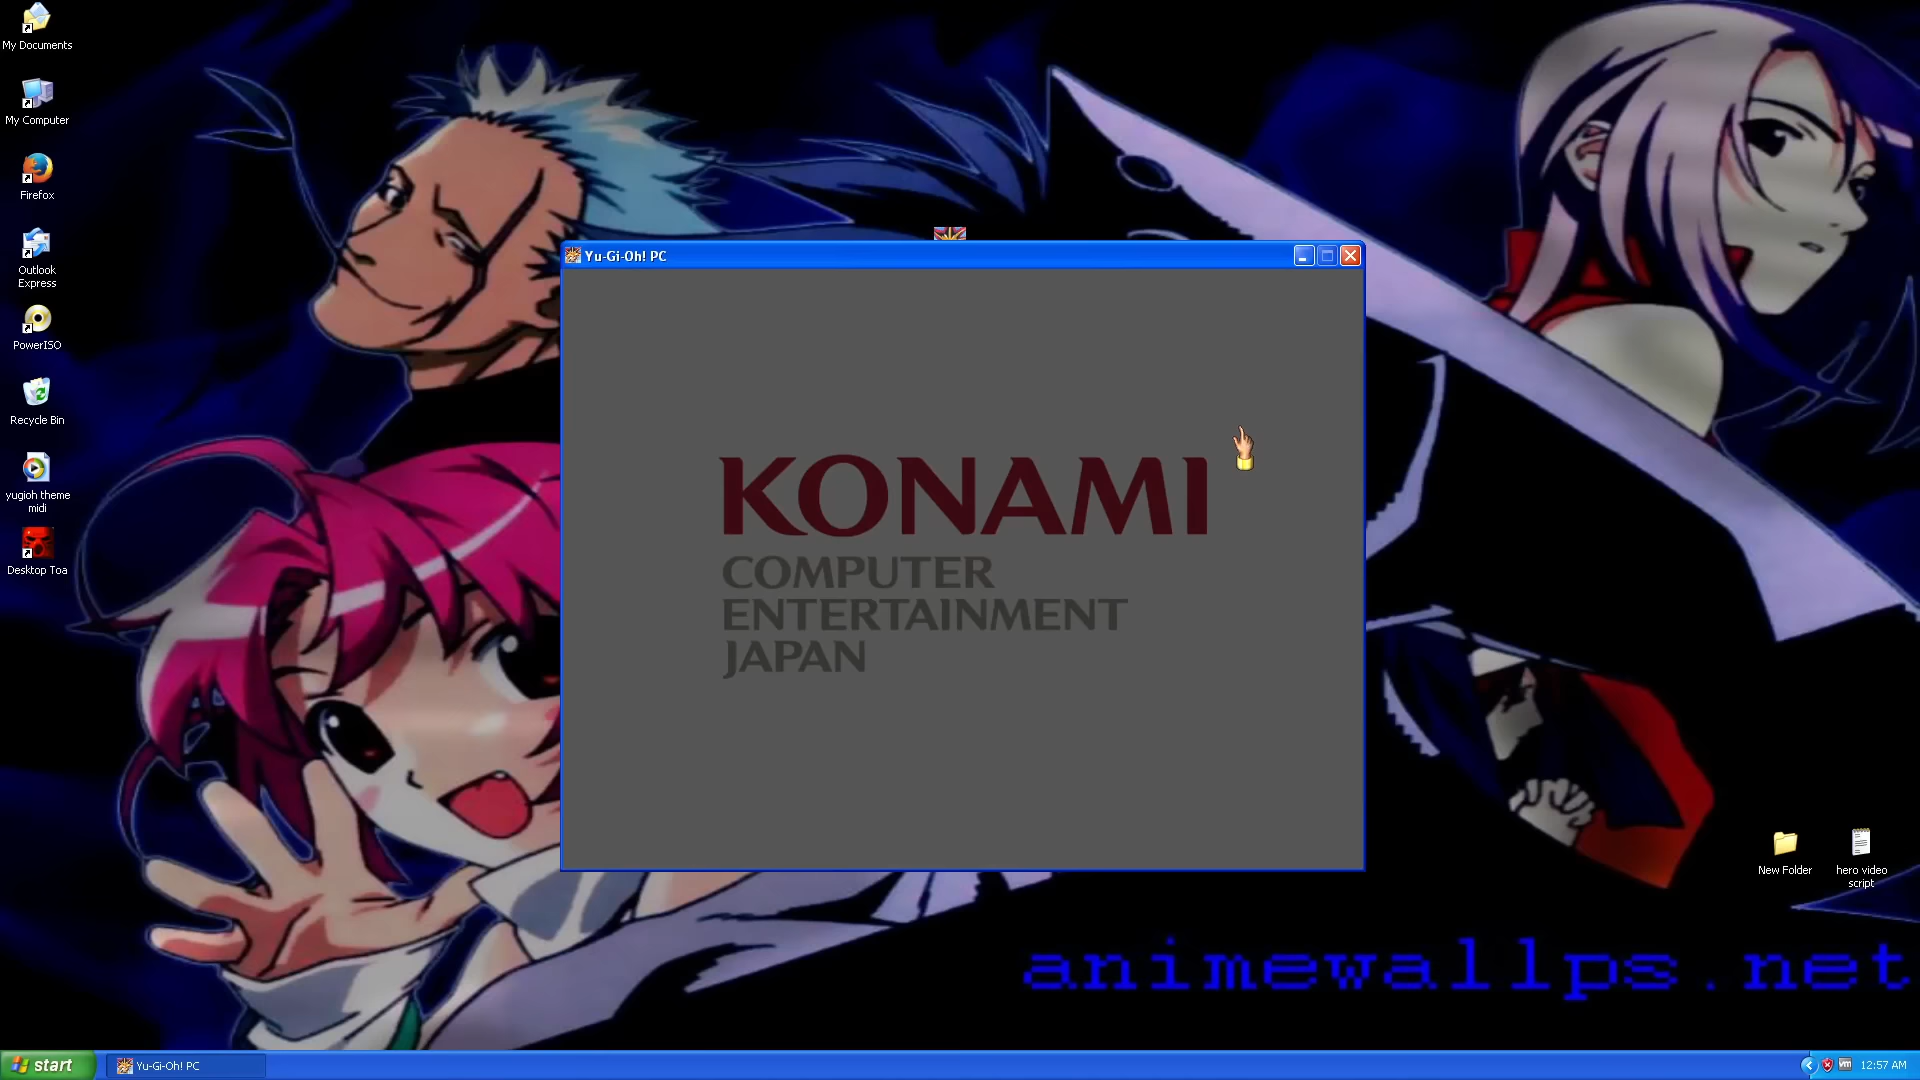 My Documents
My Computer
Firefox
Outlook
Express
PowerISO
Recycle Bin
yugioh theme
midi
Desktop Toa
Yu-Gi-Oh! PC
KONAMI
COMPUTER
ENTERTAINMENT
JAPAN
New Folder
hero video
script
animewallps.net
start
Yu-Gi-Oh! PC
vm
12:57 AM